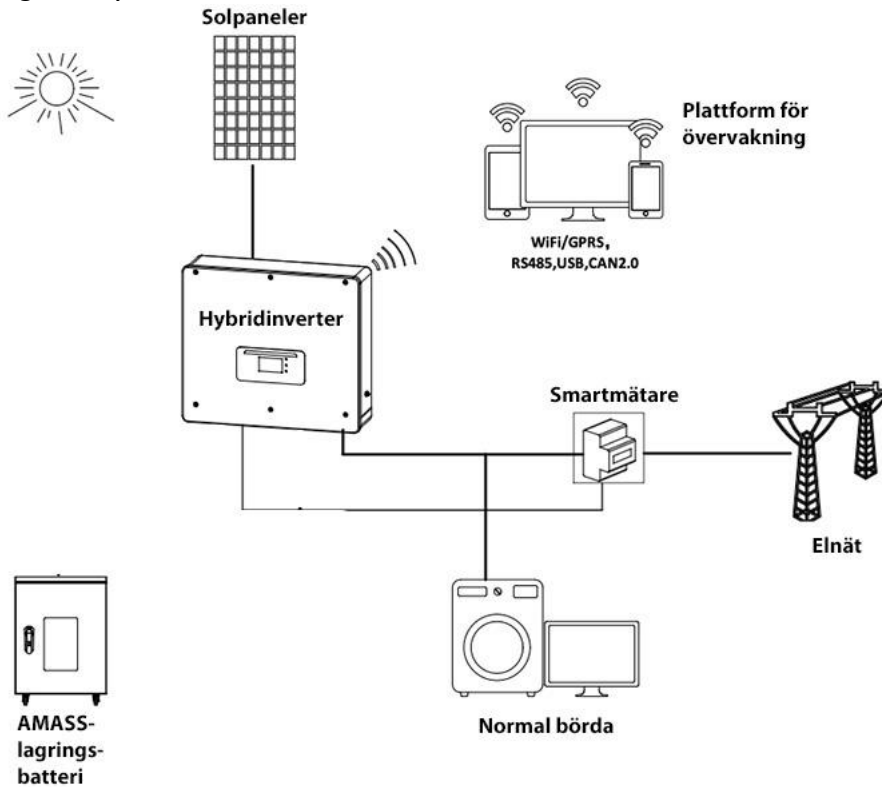 Solpaneler
Plattform för
övervakning
WiFi/GPRS,
RS485,USB,CAN2.0
Hybridinverter
Smartmätare
Elnät
Normal börda
AMASS-
lagrings-
batteri